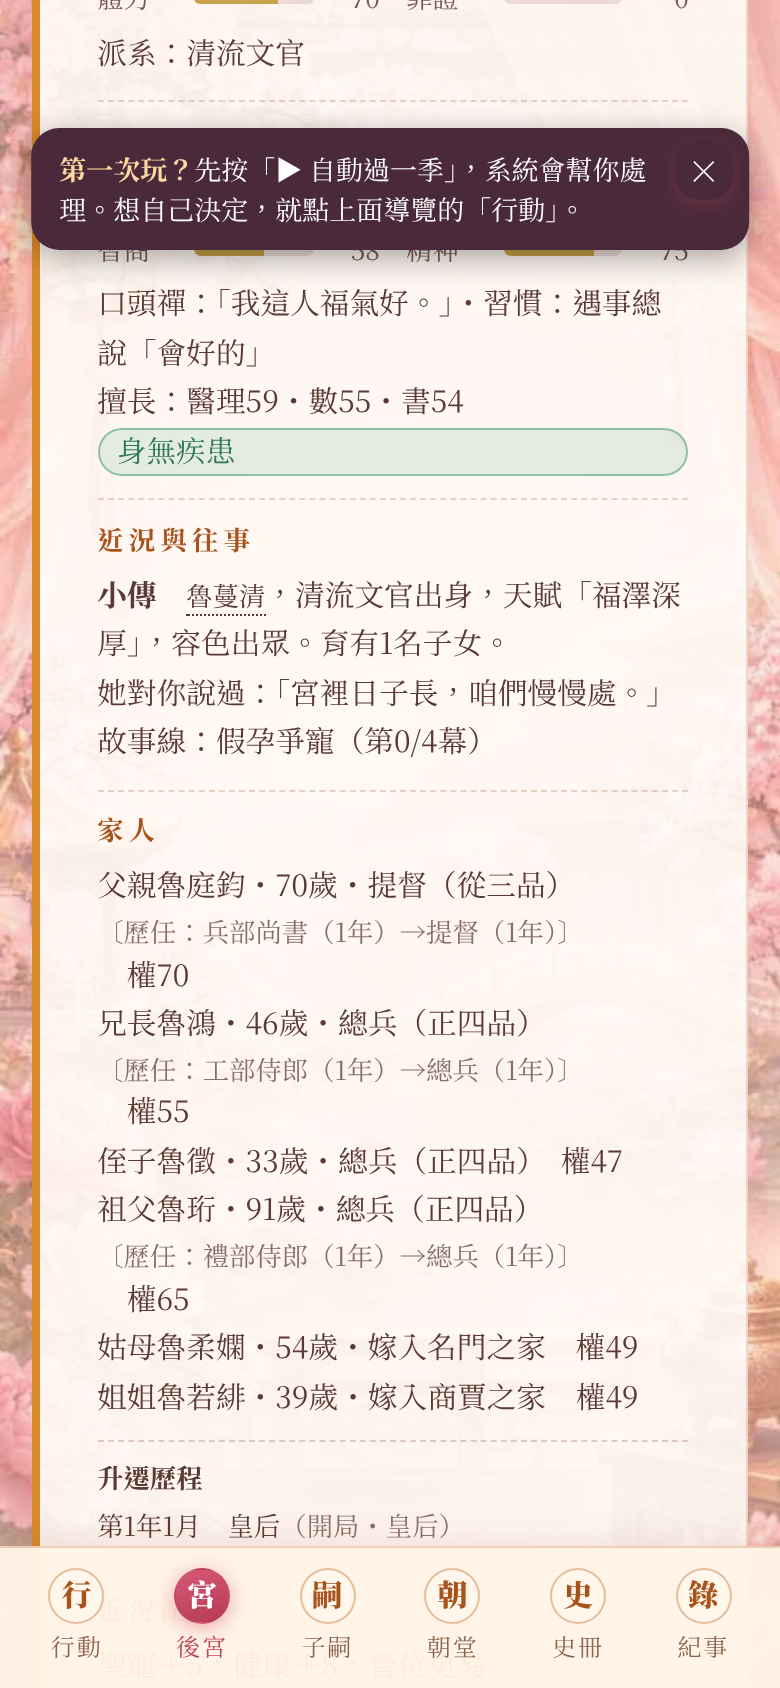 體力 70 罪證 0
派系：清流文官
第一次玩？先按「▶ 自動過一季」，系統會幫你處
理。想自己決定，就點上面導覽的「行動」。
智商 58 精神 75
口頭禪：「我這人福氣好。」・習慣：遇事總
說「會好的」
擅長：醫理59・數55・書54
身無疾患
近況與往事
小傳 魯蔓清，清流文官出身，天賦「福澤深
厚」，容色出眾。育有1名子女。
她對你說過：「宮裡日子長，咱們慢慢處。」
故事線：假孕爭寵（第0/4幕）
家人
父親魯庭鈞・70歲・提督（從三品）
〔歷任：兵部尚書（1年）→提督（1年）〕
權70
兄長魯鴻・46歲・總兵（正四品）
〔歷任：工部侍郎（1年）→總兵（1年）〕
權55
侄子魯徵・33歲・總兵（正四品） 權47
祖父魯珩・91歲・總兵（正四品）
〔歷任：禮部侍郎（1年）→總兵（1年）〕
權65
姑母魯柔嫻・54歲・嫁入名門之家 權49
姐姐魯若緋・39歲・嫁入商賈之家 權49
升遷歷程
第1年1月 皇后（開局・皇后）
行 宮 嗣 朝 史 錄
行動 後宮 子嗣 朝堂 史冊 紀事